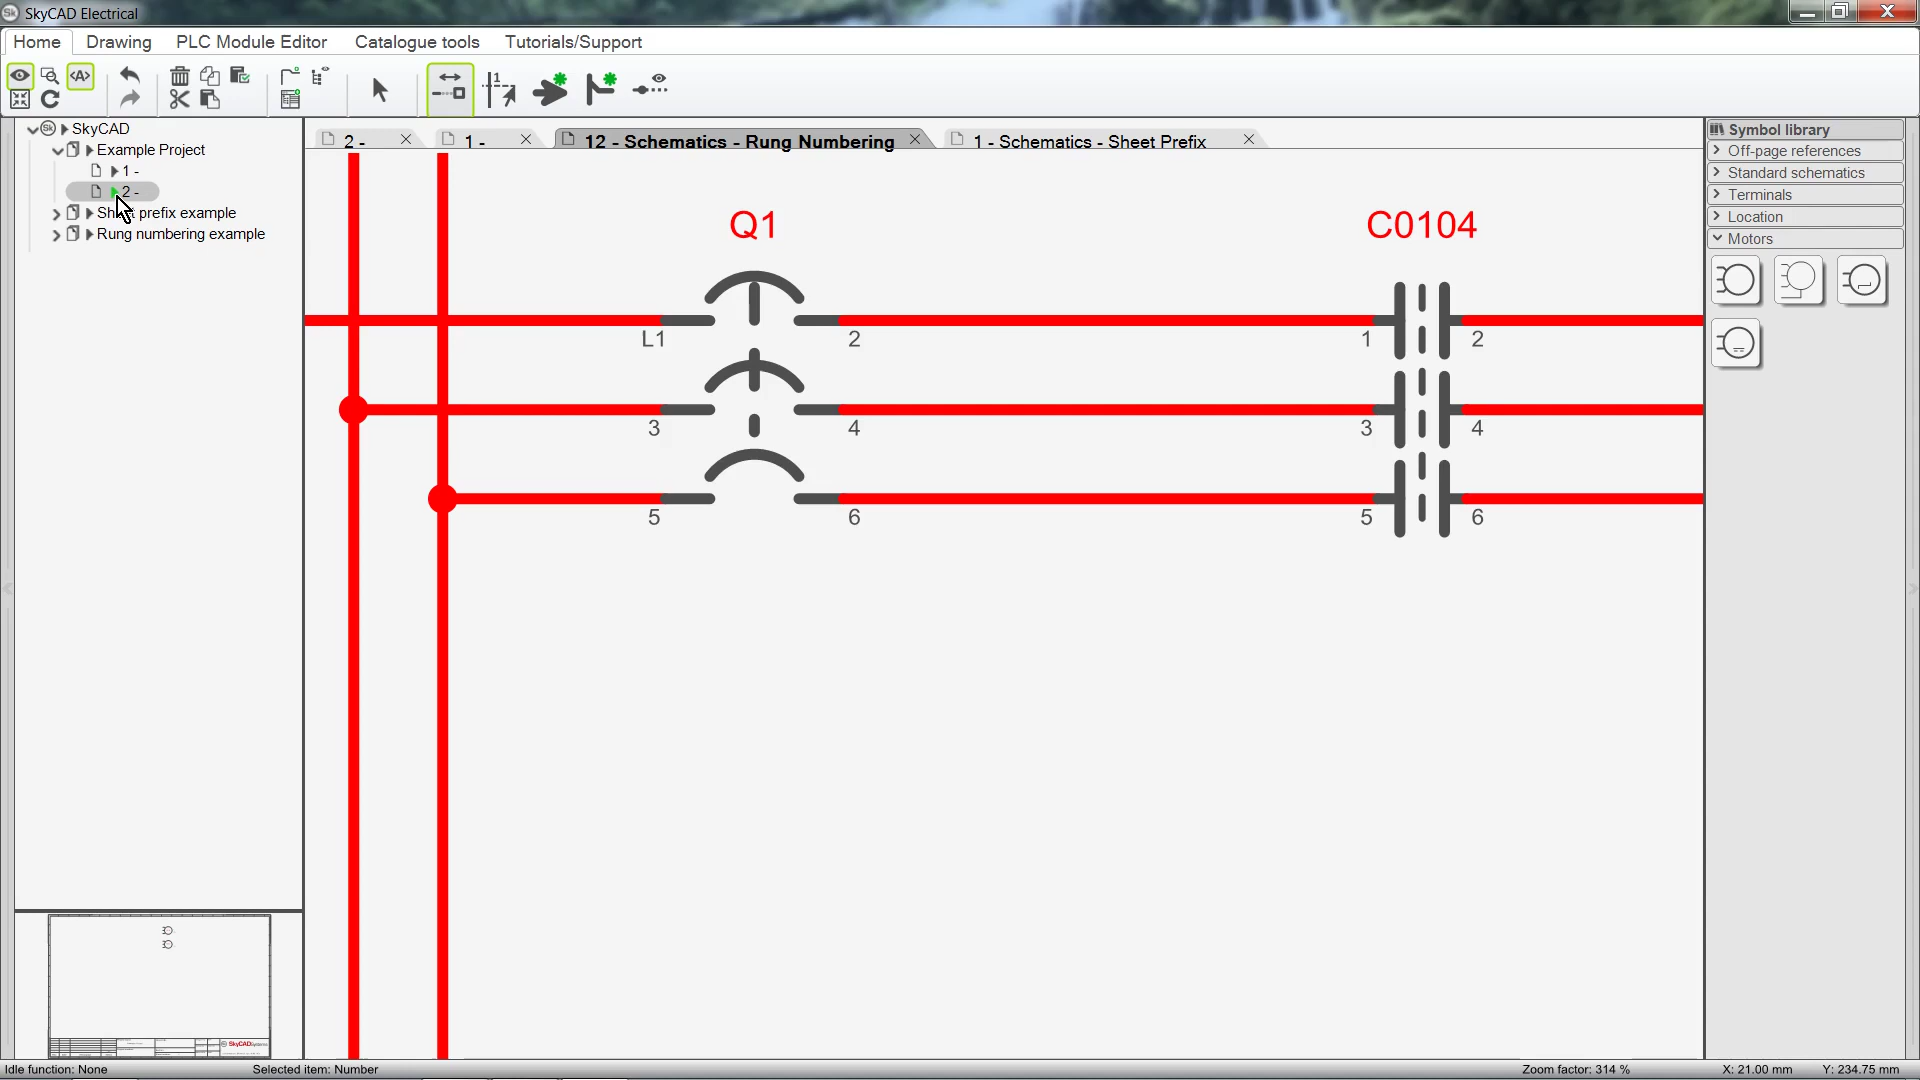 SkyCAD Electrical
Home Drawing PLC Module Editor Catalogue tools Tutorials/Support
2 - 1 - 12 - Schematics - Rung Numbering 1 - Schematics - Sheet Prefix
SkyCAD
Example Project
1 -
2 -
prefix example
Rung numbering example
Q1 C0104
L1 2 1 2
3 4 3 4
5 6 5 6
Symbol library
Off-page references
Standard schematics
Terminals
Location
Motors
SkyCAD
Idle function: None Selected item: Number Zoom factor: 314 % X: 21.00 mm Y: 234.75 mm